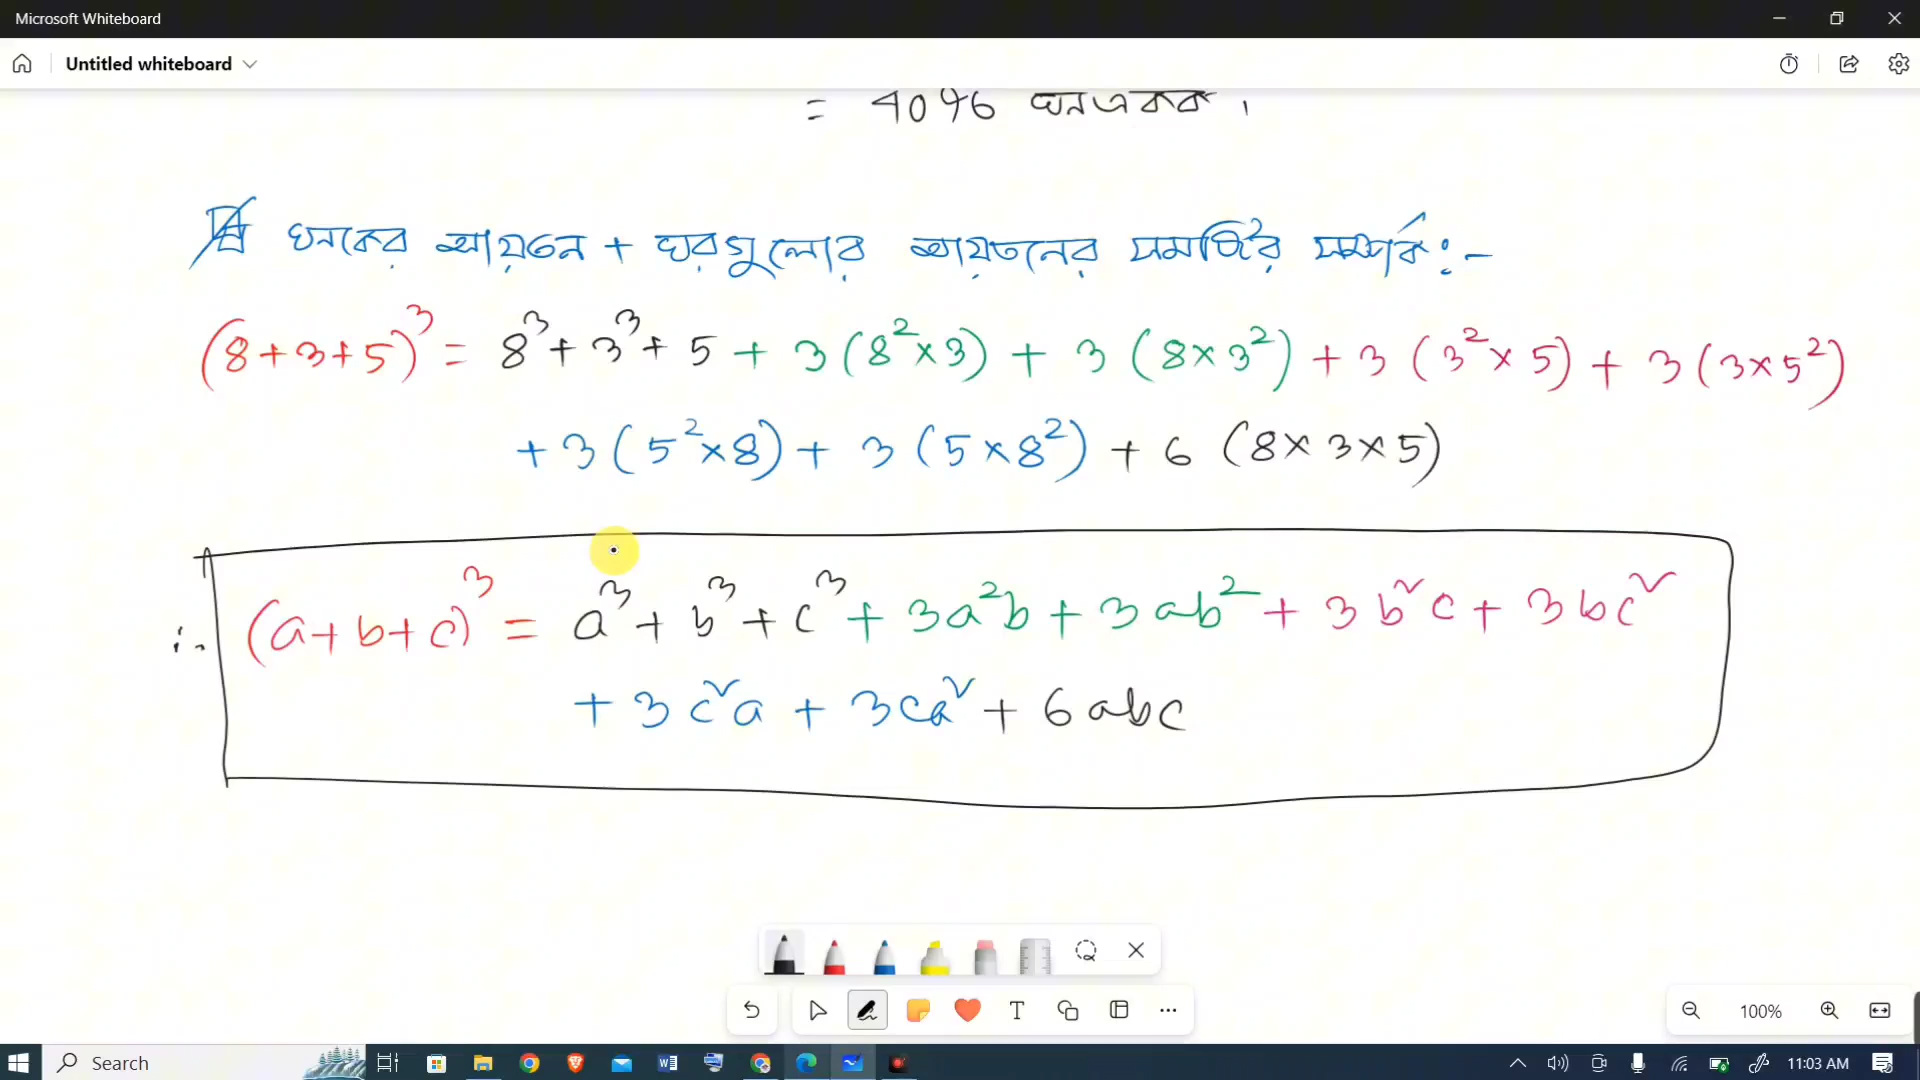 Microsoft Whiteboard
Untitled whiteboard
= 4096 ঘনএকক।
ঘনকের আয়তন + ঘরগুলোর আয়তনের সমষ্টির সম্পর্ক :-
(8+3+5)³ = 8³ + 3³ + 5 + 3(8²×3) + 3(8×3²) + 3(3²×5) + 3(3×5²)
+ 3(5²×8) + 3(5×8²) + 6(8×3×5)
∴ (a+b+c)³ = a³ + b³ + c³ + 3a²b + 3ab² + 3b²c + 3bc²
+ 3c²a + 3ca² + 6abc
100%
Search
11:03 AM